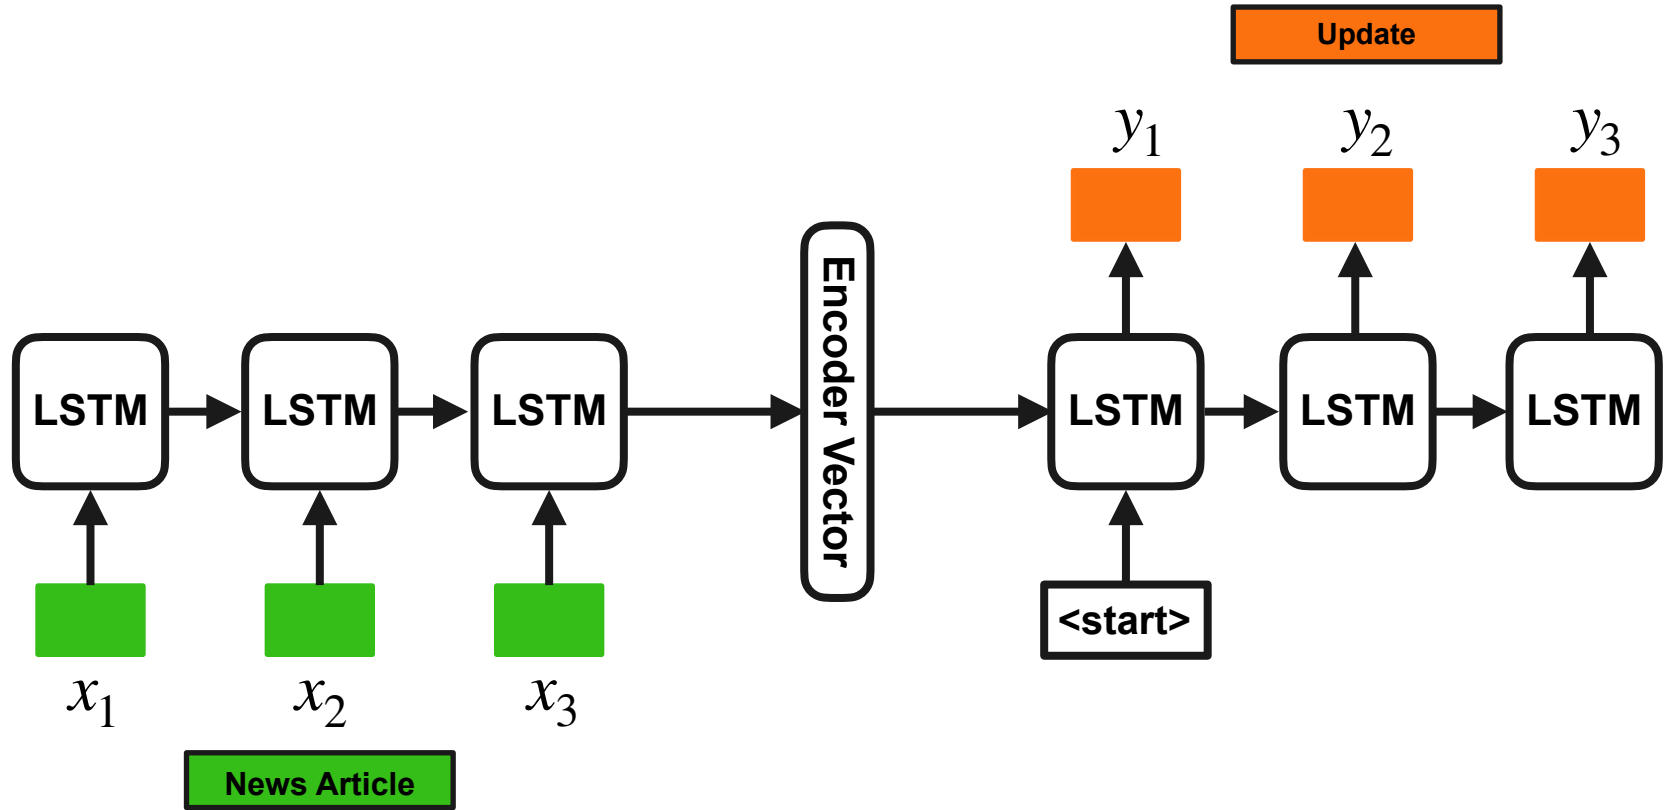 Update
y1 y2 y3
Encoder Vector
LSTM LSTM LSTM LSTM LSTM LSTM
<start>
x1 x2 x3
News Article